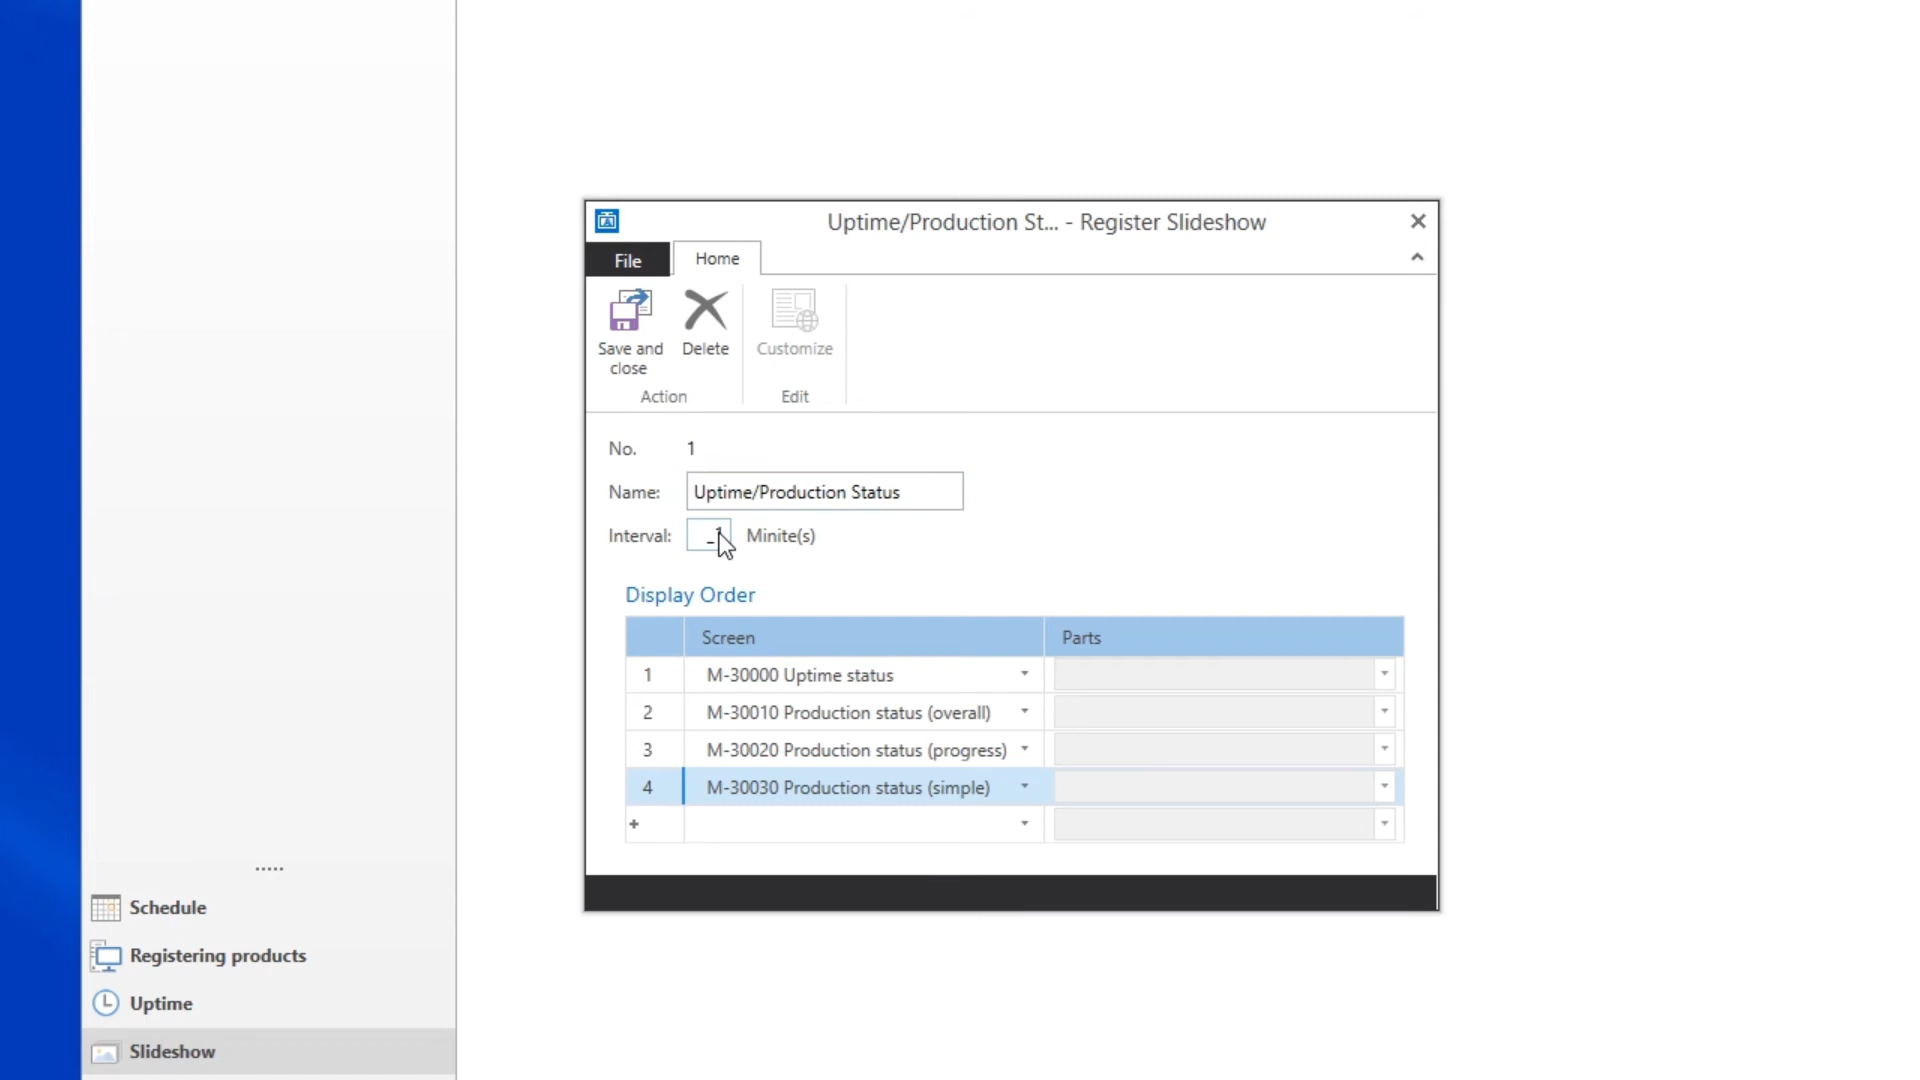 Uptime/Production St... - Register Slideshow
File
Home
Save and
close
Delete
Customize
Action
Edit
No. 1
Name: Uptime/Production Status
Interval: _1 Minite(s)
Display Order
Screen Parts
1 M-30000 Uptime status
2 M-30010 Production status (overall)
3 M-30020 Production status (progress)
4 M-30030 Production status (simple)
+
Schedule
Registering products
Uptime
Slideshow